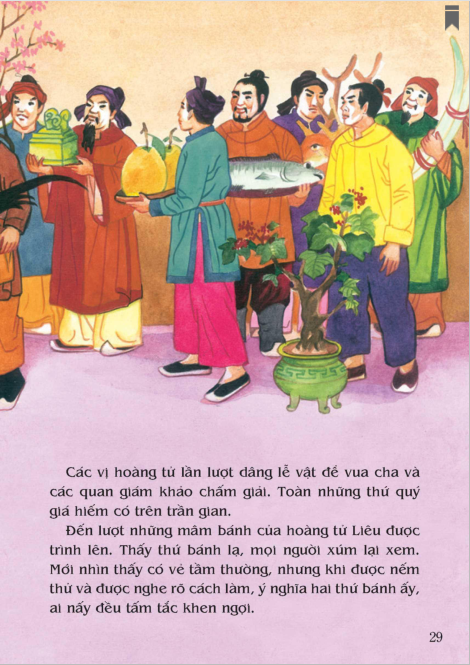 Các vị hoàng tử lần lượt dâng lễ vật để vua cha và
các quan giám khảo chấm giải. Toàn những thứ quý
giá hiếm có trên trần gian.
Đến lượt những mâm bánh của hoàng tử Liêu được
trình lên. Thấy thứ bánh lạ, mọi người xúm lại xem.
Mới nhìn thấy có vẻ tầm thường, nhưng khi được nếm
thử và được nghe rõ cách làm, ý nghĩa hai thứ bánh ấy,
ai nấy đều tấm tắc khen ngợi.
29